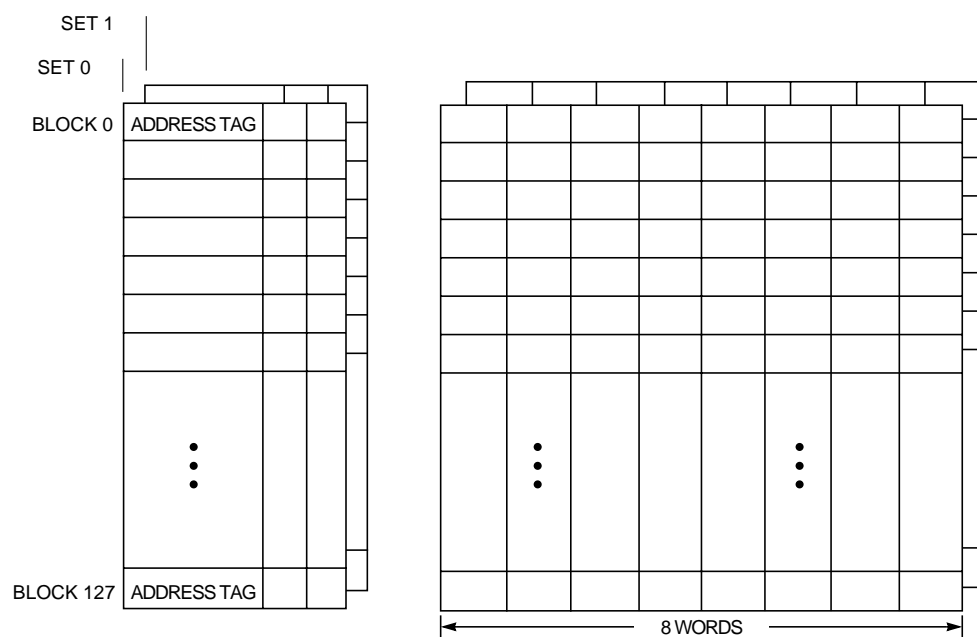 SET 1
SET 0
BLOCK 0 ADDRESS TAG
BLOCK 127 ADDRESS TAG
8 WORDS